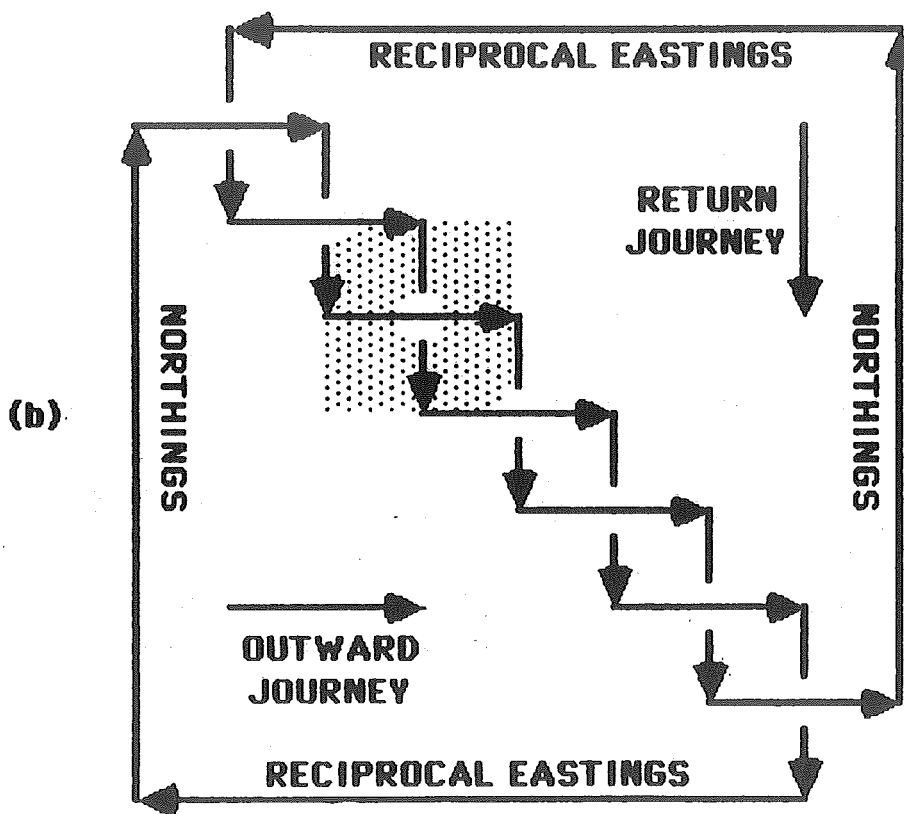 RECIPROCAL EASTINGS
RETURN
JOURNEY
NORTHINGS
NORTHINGS
(b)
OUTWARD
JOURNEY
RECIPROCAL EASTINGS